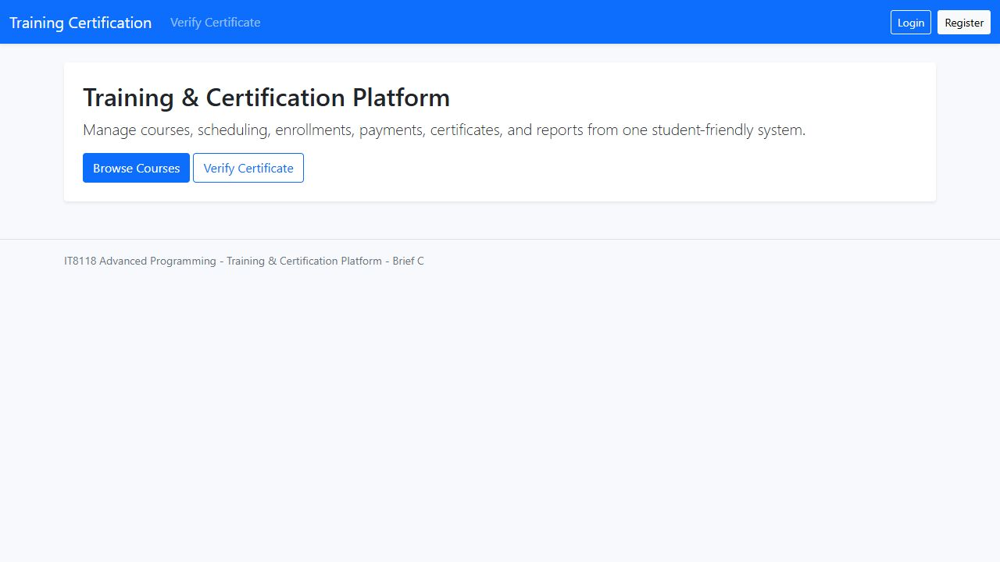 Training Certification Verify Certificate Login Register
Training & Certification Platform
Manage courses, scheduling, enrollments, payments, certificates, and reports from one student-friendly system.
Browse Courses Verify Certificate
IT8118 Advanced Programming - Training & Certification Platform - Brief C